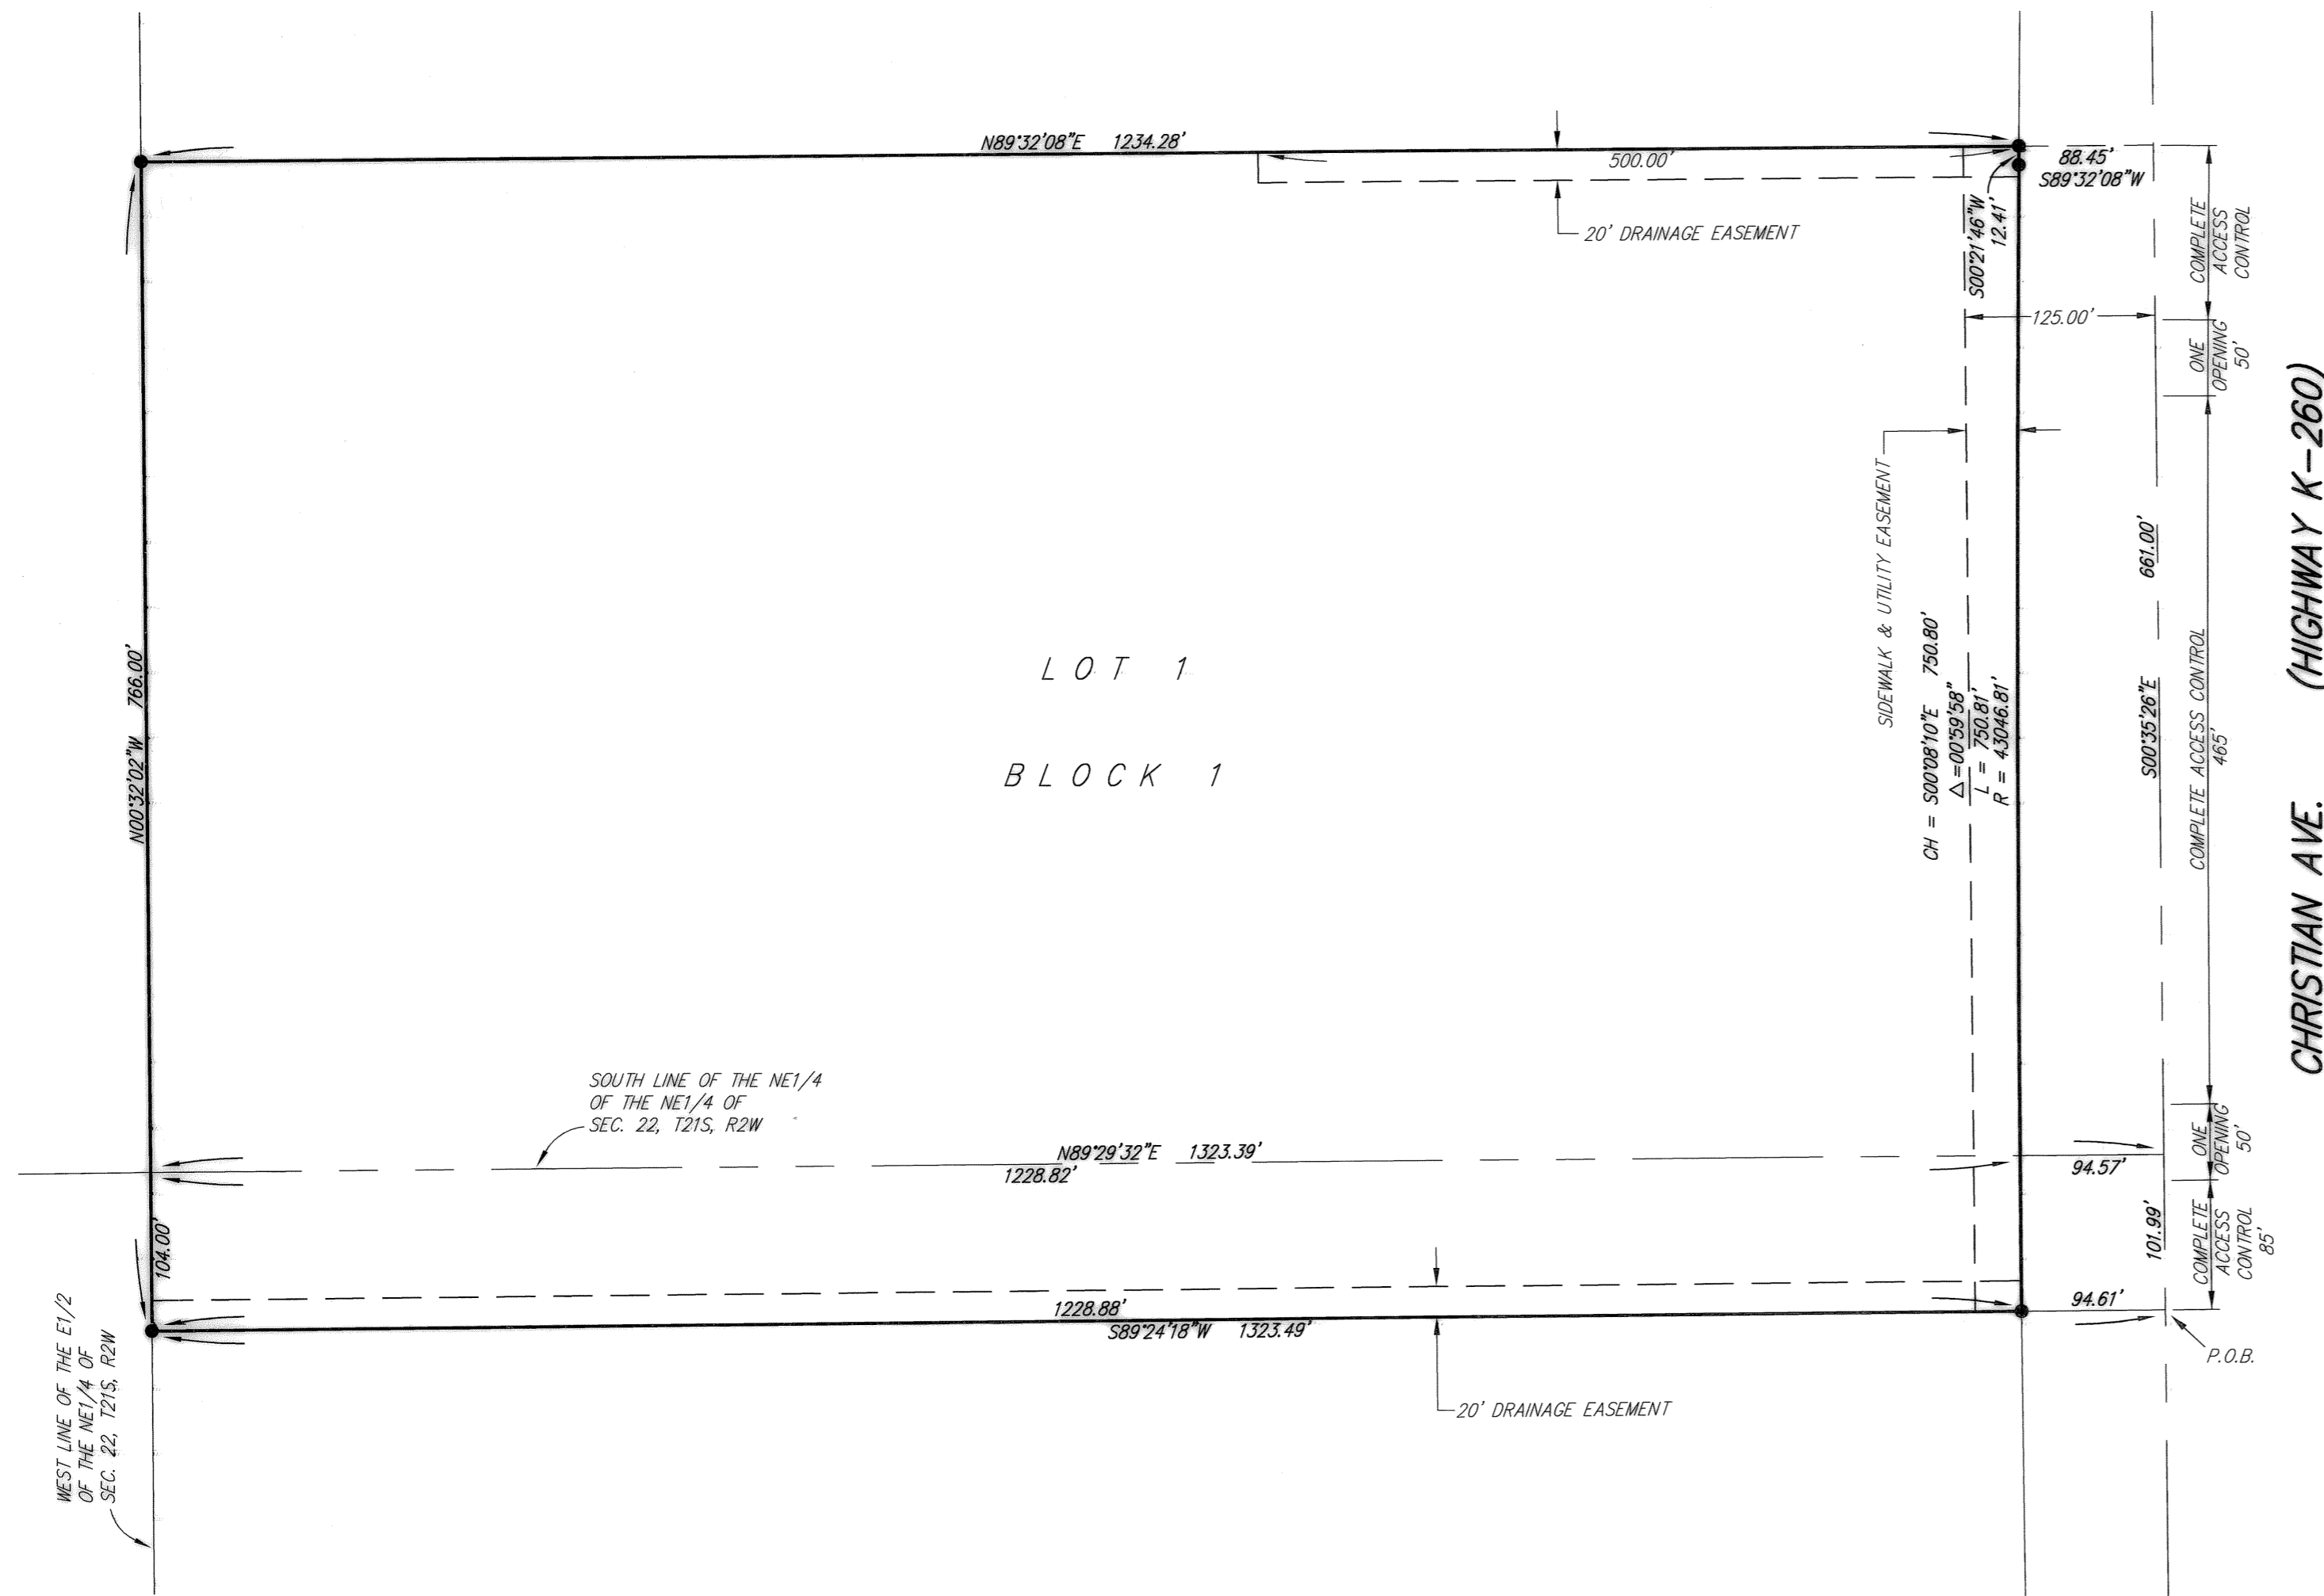 N89°32'08"E 1234.28'
500.00'
88.45'
S89°32'08"W
20' DRAINAGE EASEMENT
S00°21'46"W
12.41'
COMPLETE
ACCESS
CONTROL
125.00'
ONE
OPENING
50'
SIDEWALK & UTILITY EASEMENT
N00°32'02"W 766.00'
LOT 1
BLOCK 1
CH = S00°08'10"E 750.80'
Δ=00°59'58"
L = 750.81'
R = 43046.81'
S00°35'26"E 661.00'
COMPLETE ACCESS CONTROL
465'
CHRISTIAN AVE. (HIGHWAY K-260)
SOUTH LINE OF THE NE1/4
OF THE NE1/4 OF
SEC. 22, T21S, R2W
N89°29'32"E 1323.39'
1228.82'
94.57'
ONE
OPENING
50'
104.00'
101.99'
COMPLETE
ACCESS
CONTROL
85'
1228.88'
S89°24'18"W 1323.49'
94.61'
P.O.B.
20' DRAINAGE EASEMENT
WEST LINE OF THE E1/2
OF THE NE1/4 OF
SEC. 22, T21S, R2W